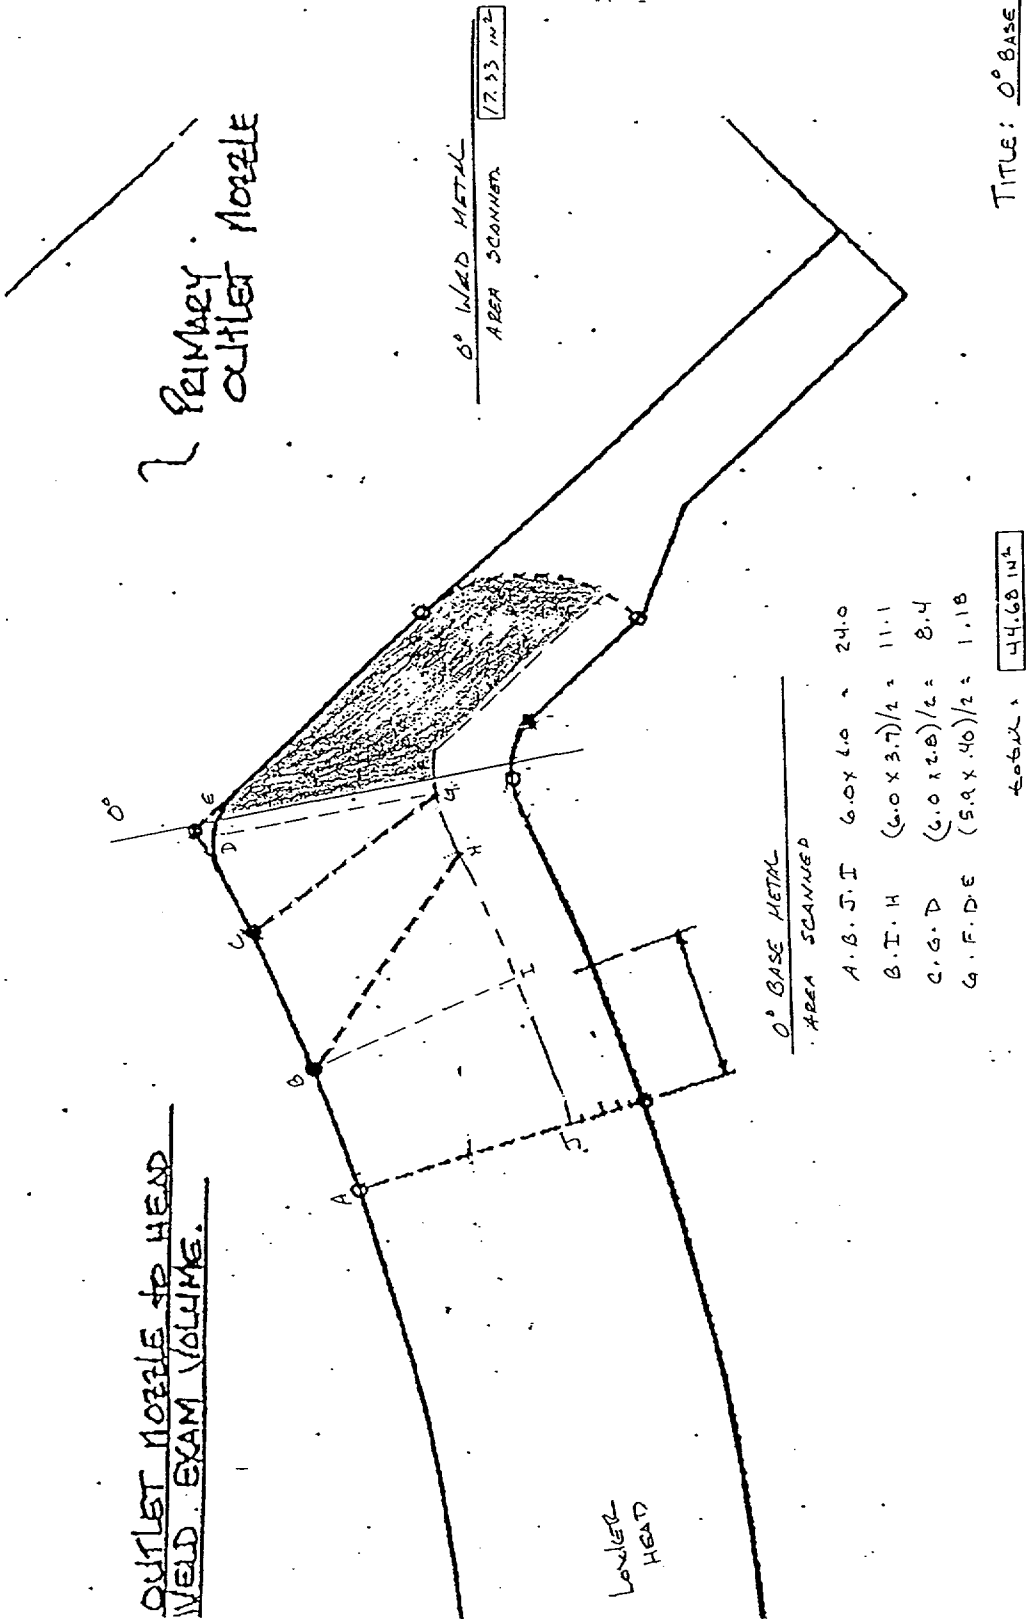 OUTLET NOZZLE to HEAD
WELD EXAM VOLUME.
PRIMARY
OUTLET NOZZLE
0° WELD METAL
AREA SCANNED
17.33 IN²
0°
E
D
C
B
A
F
G
H
I
J
LOWER
HEAD
0° BASE METAL
AREA SCANNED
A.B.J.I 6.0 x 4.0 = 24.0
B.I.H (6.0 x 3.7)/2 = 11.1
C.G.D (6.0 x 2.8)/2 = 8.4
G.F.D.E (5.9 x .40)/2 = 1.18
total = 44.68 IN²
TITLE: 0° BASE